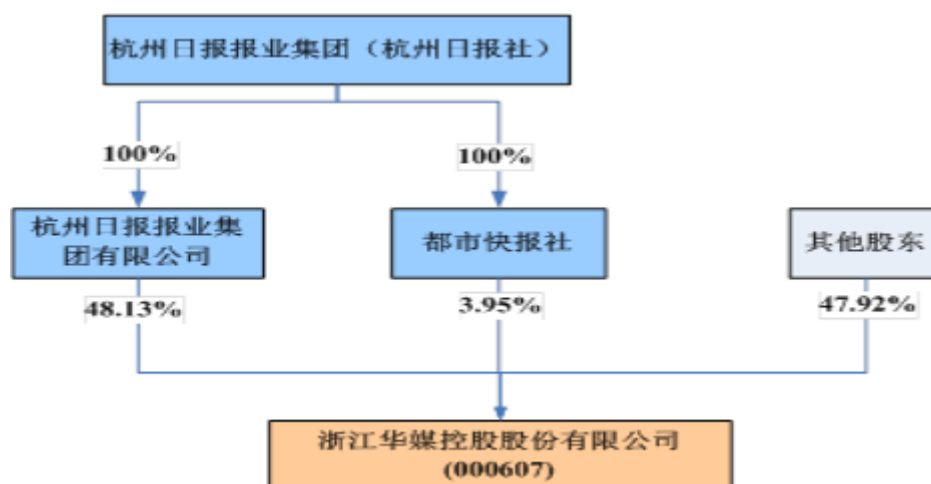 杭州日报报业集团（杭州日报社）
100%
100%
杭州日报报业集
团有限公司
都市快报社
其他股东
48.13%
3.95%
47.92%
浙江华媒控股股份有限公司
(000607)